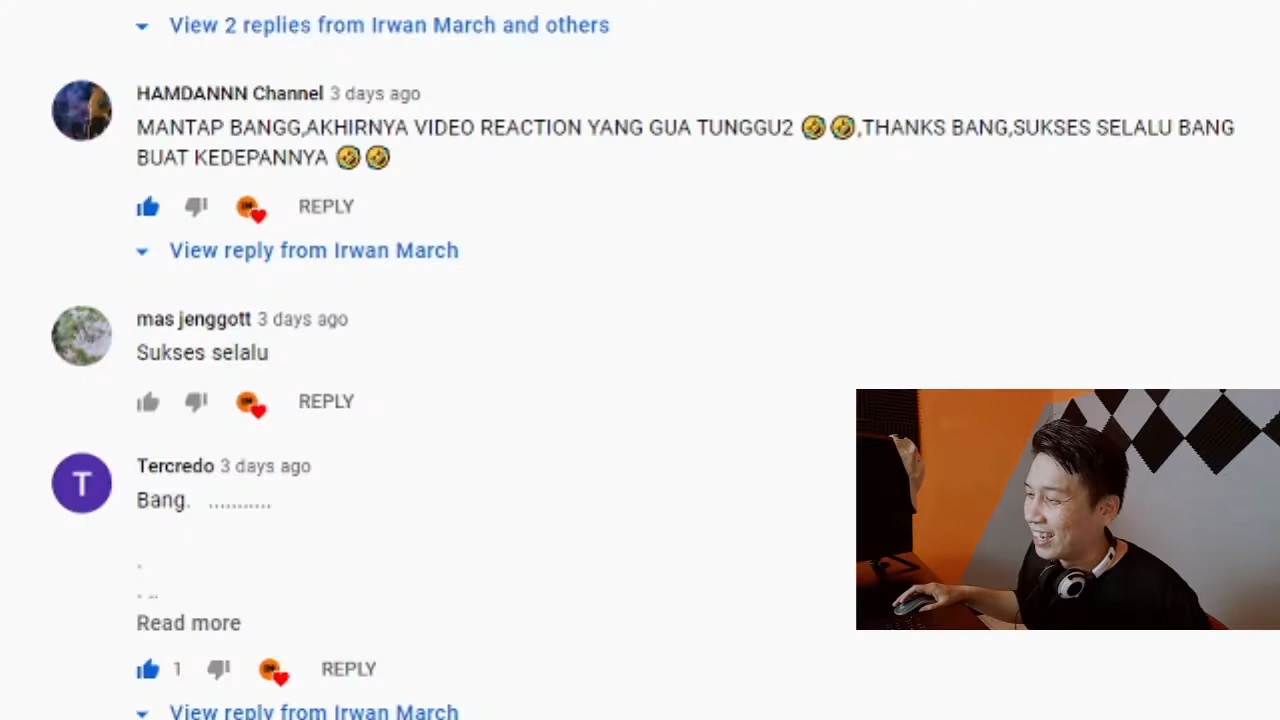 View 2 replies from Irwan March and others
HAMDANNN Channel 3 days ago
MANTAP BANGG,AKHIRNYA VIDEO REACTION YANG GUA TUNGGU2 🤣🤣,THANKS BANG,SUKSES SELALU BANG
BUAT KEDEPANNYA 🤣🤣
REPLY
View reply from Irwan March
mas jenggott 3 days ago
Sukses selalu
REPLY
T
Tercredo 3 days ago
Bang. ...........
.
. ..
Read more
1 REPLY
View reply from Irwan March